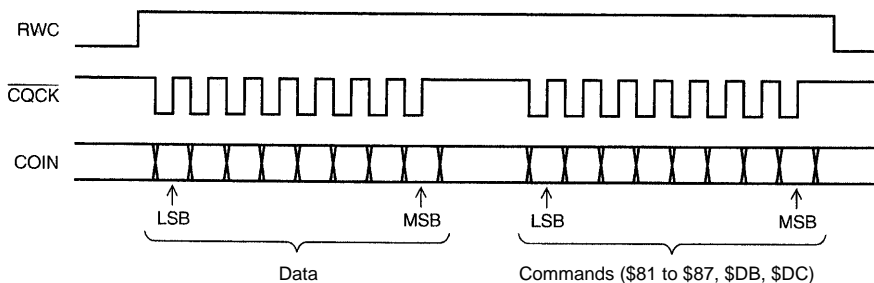 RWC
CQCK
COIN
LSB MSB LSB MSB
Data Commands ($81 to $87, $DB, $DC)